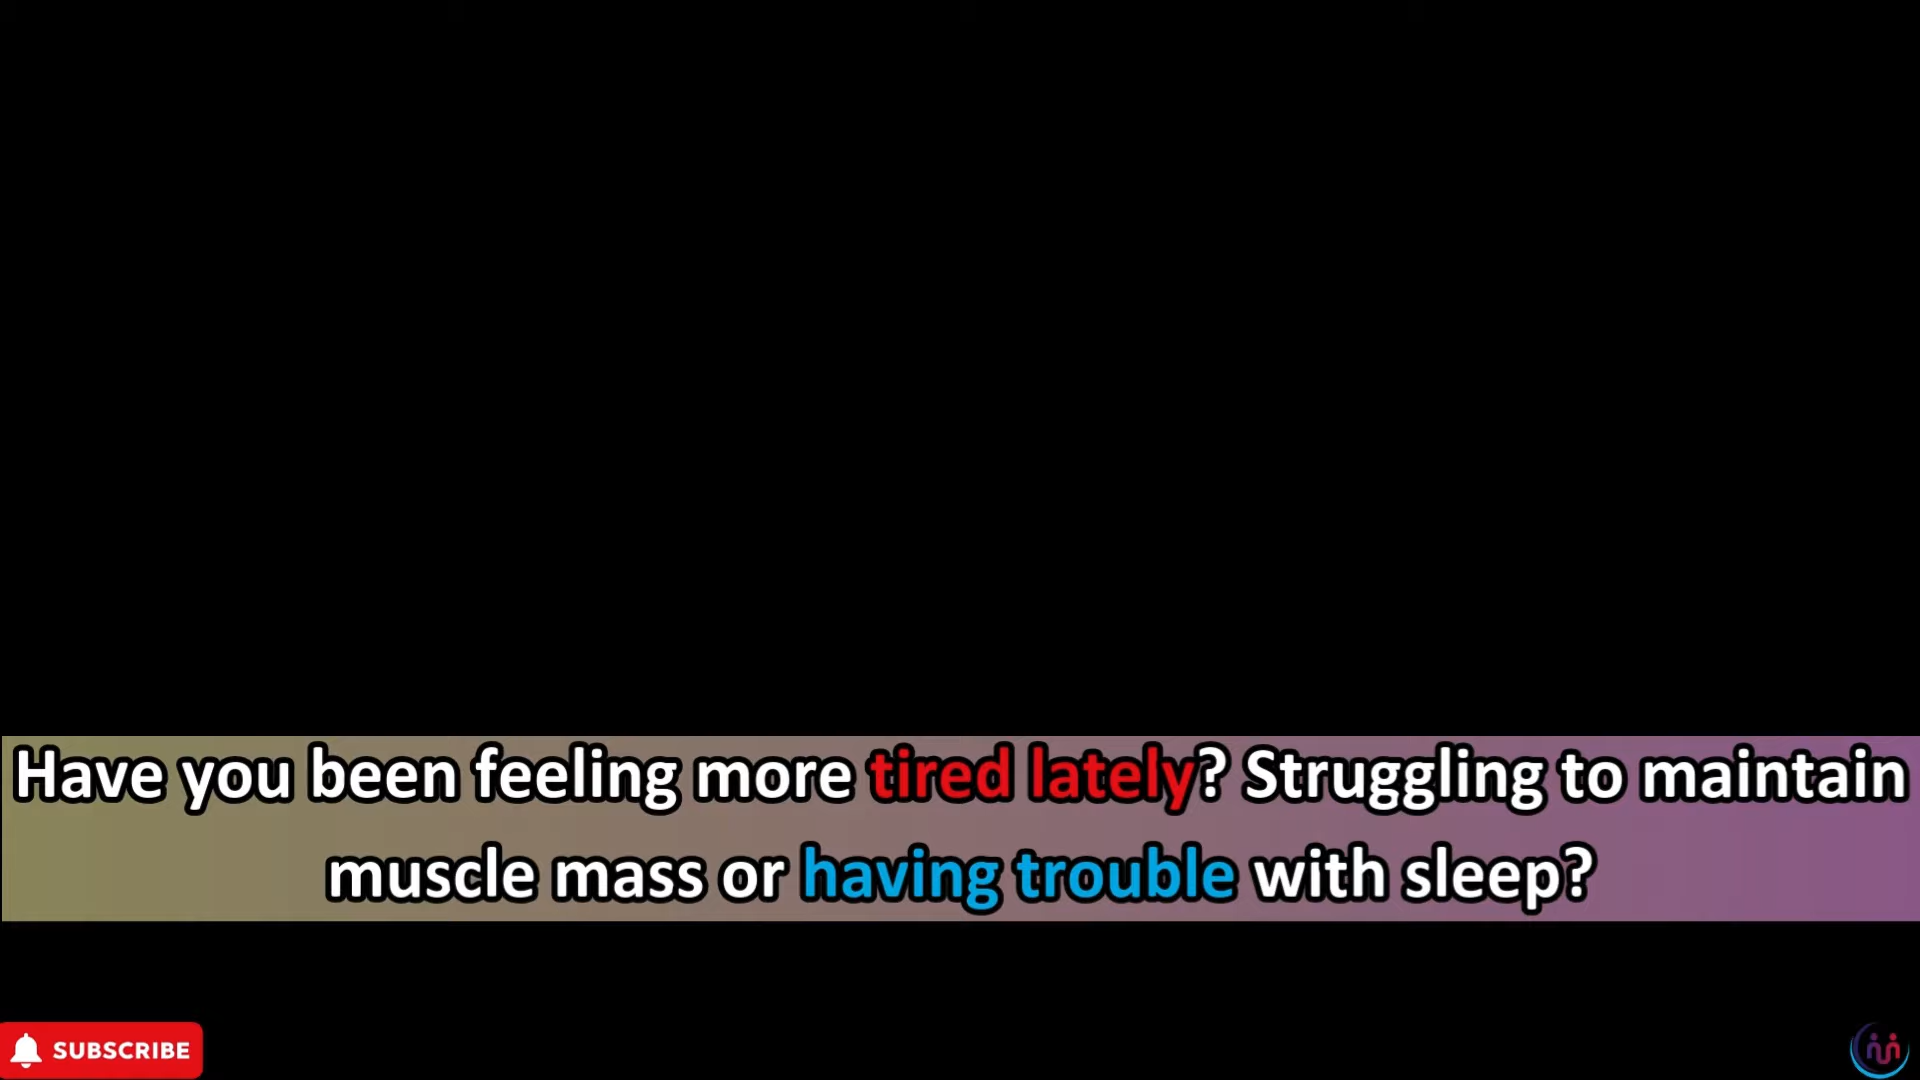 Have you been feeling more tired lately? Struggling to maintain
muscle mass or having trouble with sleep?
SUBSCRIBE